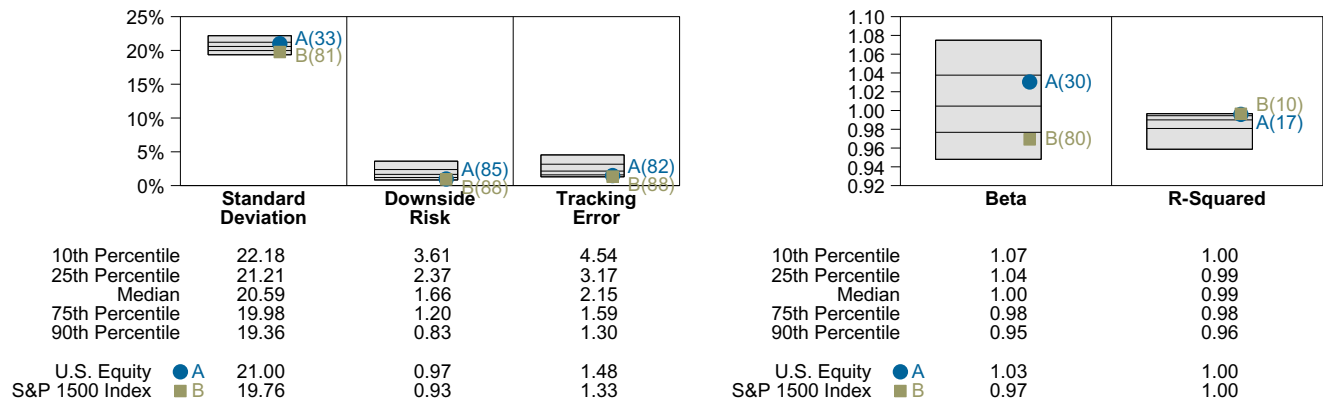 25%
20%
15%
10%
5%
0%
A(33)
B(81)
A(85)
B(88)
A(82)
B(88)
Standard Deviation
Downside Risk
Tracking Error
10th Percentile 22.18 3.61 4.54
25th Percentile 21.21 2.37 3.17
Median 20.59 1.66 2.15
75th Percentile 19.98 1.20 1.59
90th Percentile 19.36 0.83 1.30
U.S. Equity A 21.00 0.97 1.48
S&P 1500 Index B 19.76 0.93 1.33
1.10
1.08
1.06
1.04
1.02
1.00
0.98
0.96
0.94
0.92
A(30)
B(80)
B(10)
A(17)
Beta
R-Squared
10th Percentile 1.07 1.00
25th Percentile 1.04 0.99
Median 1.00 0.99
75th Percentile 0.98 0.98
90th Percentile 0.95 0.96
U.S. Equity A 1.03 1.00
S&P 1500 Index B 0.97 1.00